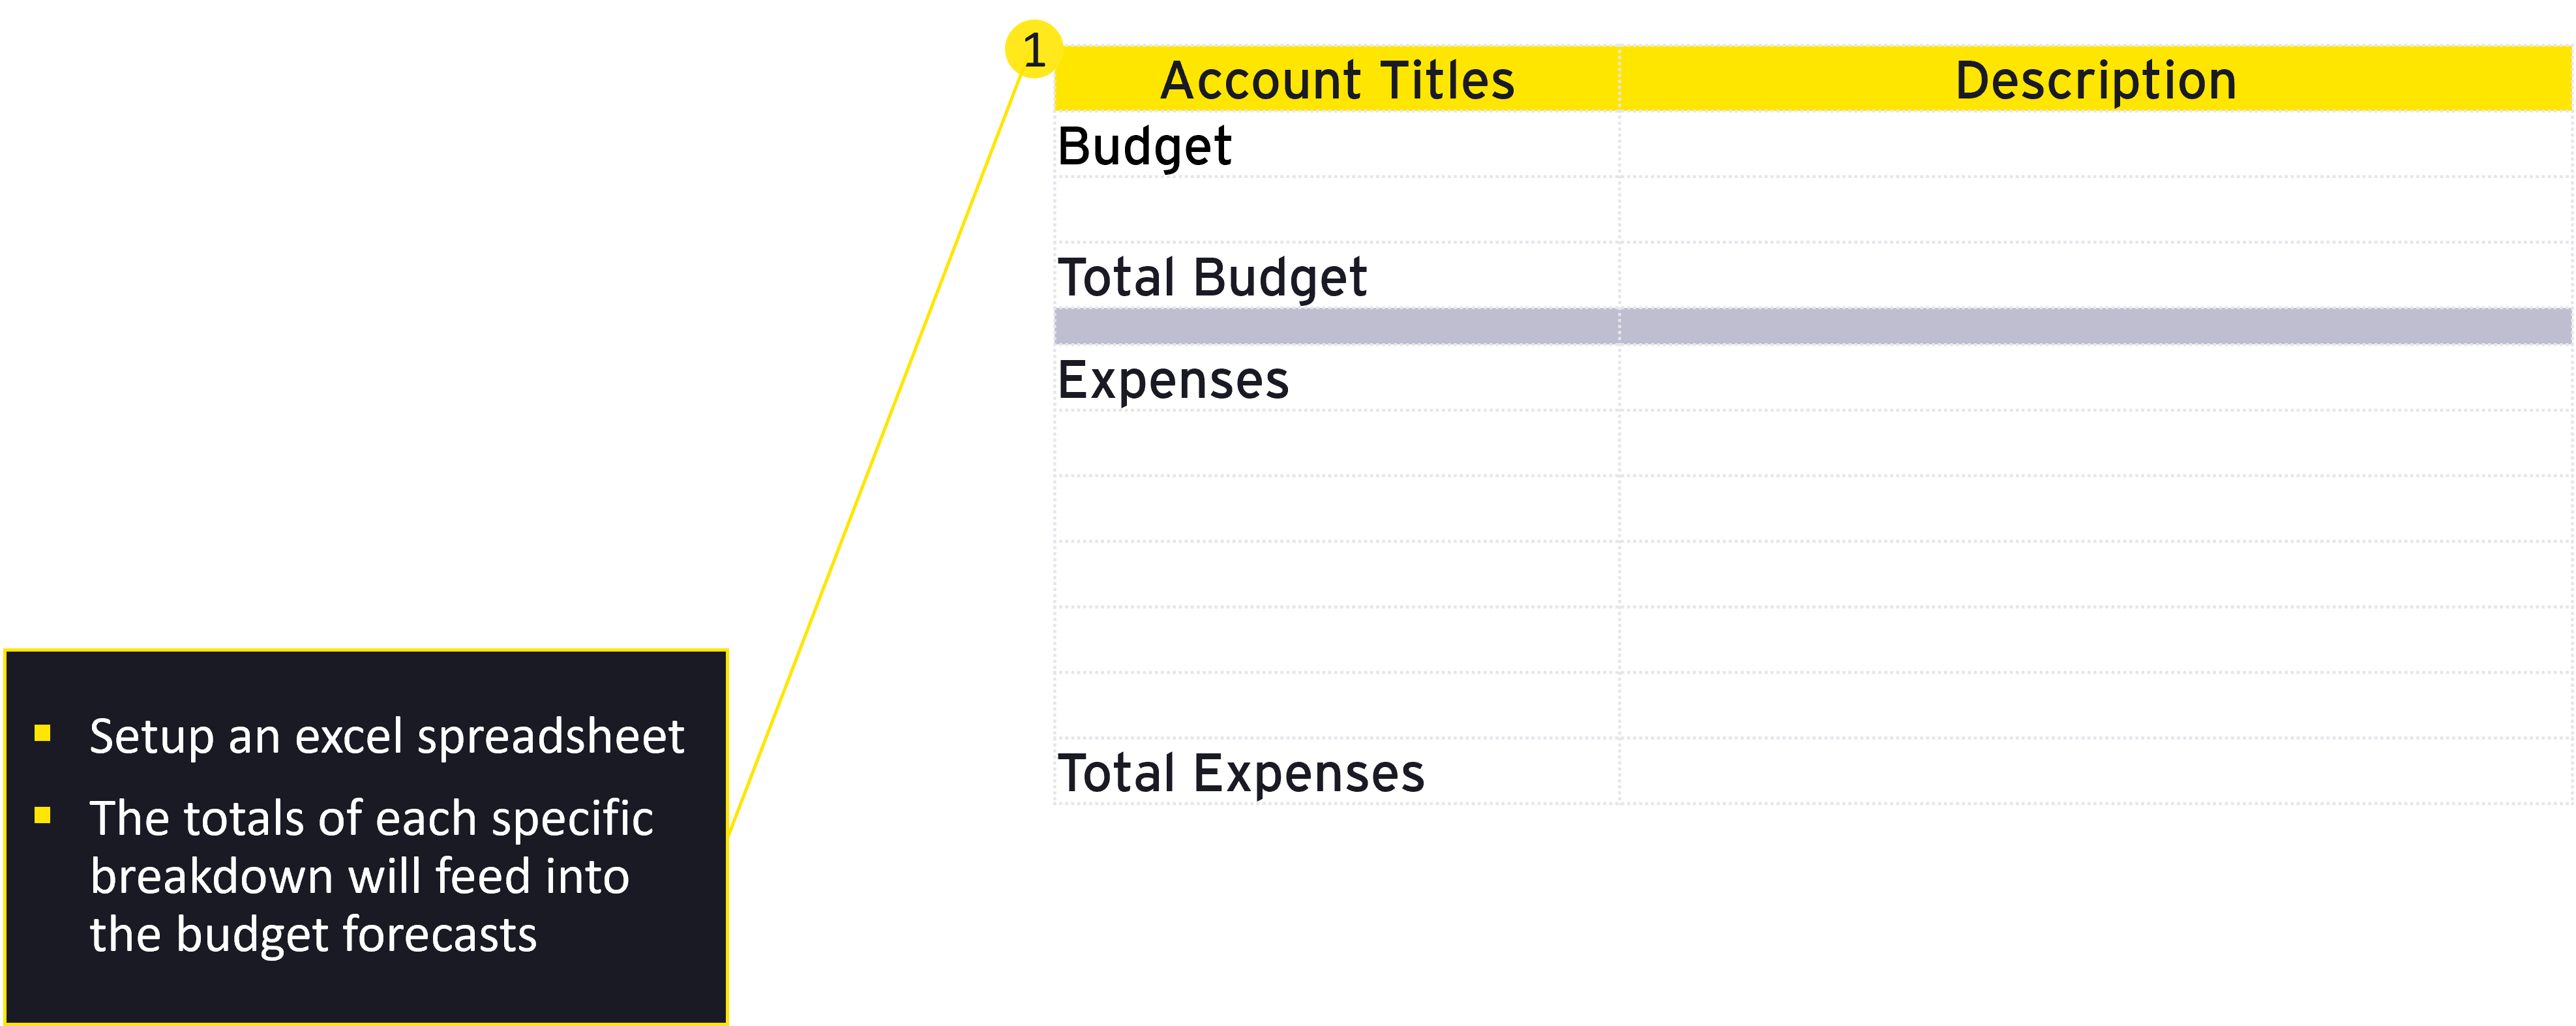 1
Account Titles Description
Budget
Total Budget
Expenses
Total Expenses
Setup an excel spreadsheet
The totals of each specific
breakdown will feed into
the budget forecasts